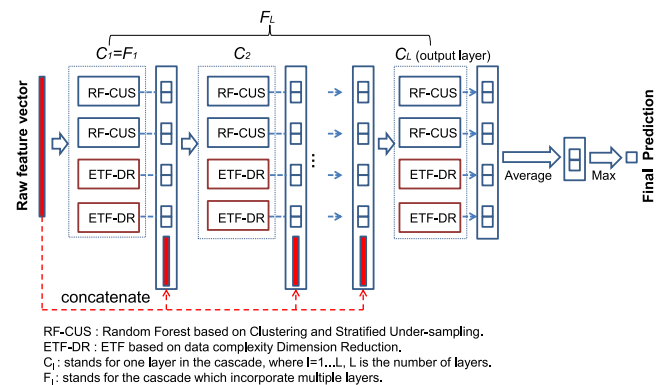 F_L
C_1=F_1
C_2
C_L (output layer)
Raw feature vector
RF-CUS
RF-CUS
ETF-DR
ETF-DR
RF-CUS
RF-CUS
ETF-DR
ETF-DR
...
RF-CUS
RF-CUS
ETF-DR
ETF-DR
Average
Max
Final Prediction
concatenate
RF-CUS : Random Forest based on Clustering and Stratified Under-sampling.
ETF-DR : ETF based on data complexity Dimension Reduction.
C_l : stands for one layer in the cascade, where l=1...L, L is the number of layers.
F_l : stands for the cascade which incorporate multiple layers.